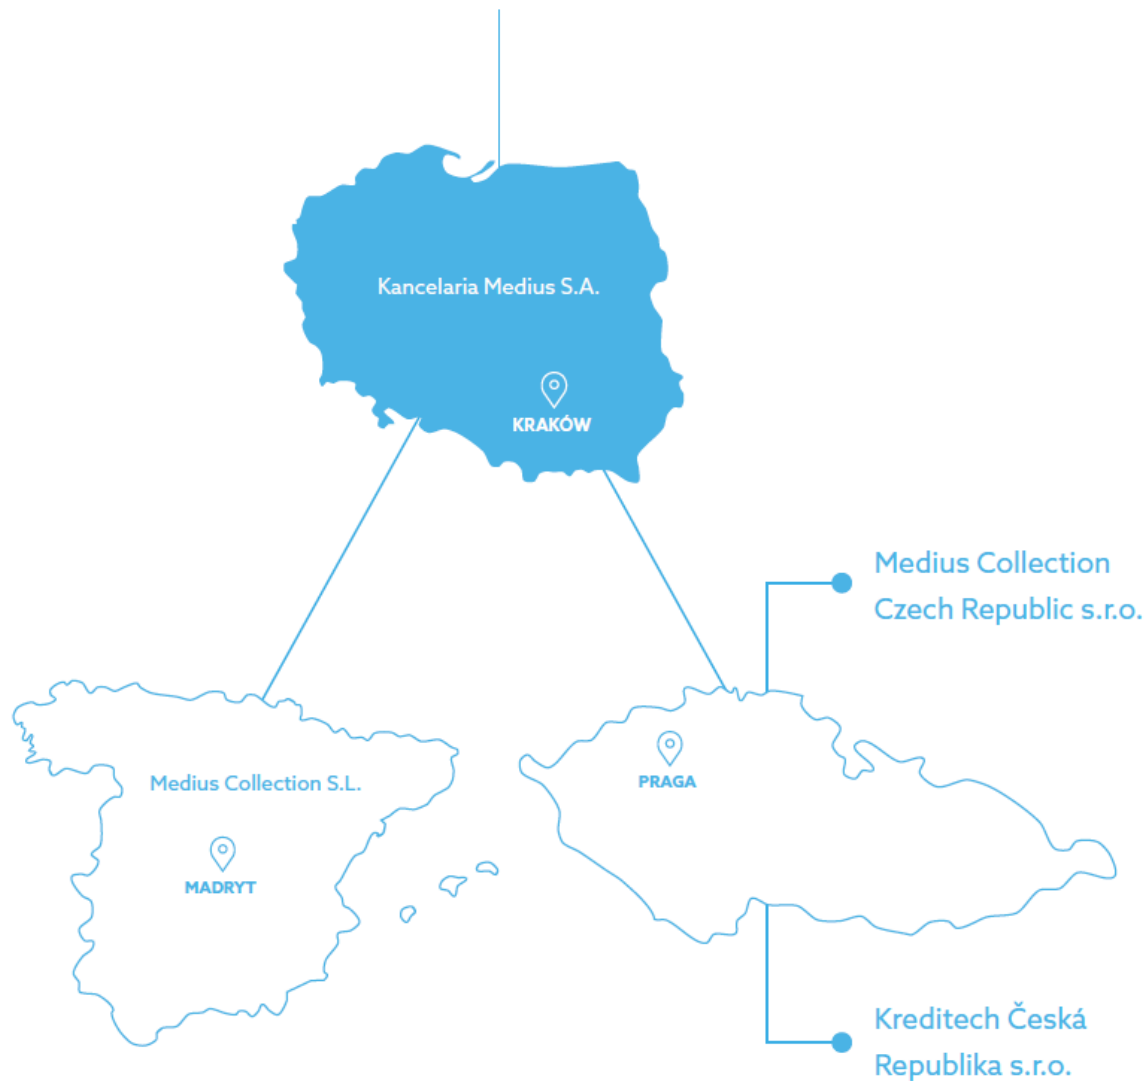 Kancelaria Medius S.A.
KRAKÓW
Medius Collection
Czech Republic s.r.o.
PRAGA
Medius Collection S.L.
MADRYT
Kreditech Česká
Republika s.r.o.